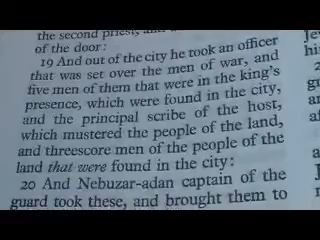 the second priest, and the
of the door:
19 And out of the city he took an officer
that was set over the men of war, and
five men of them that were in the king's
presence, which were found in the city,
and the principal scribe of the host,
which mustered the people of the land,
and threescore men of the people of the
land that were found in the city:
20 And Nebuzar-adan captain of the
guard took these, and brought them to